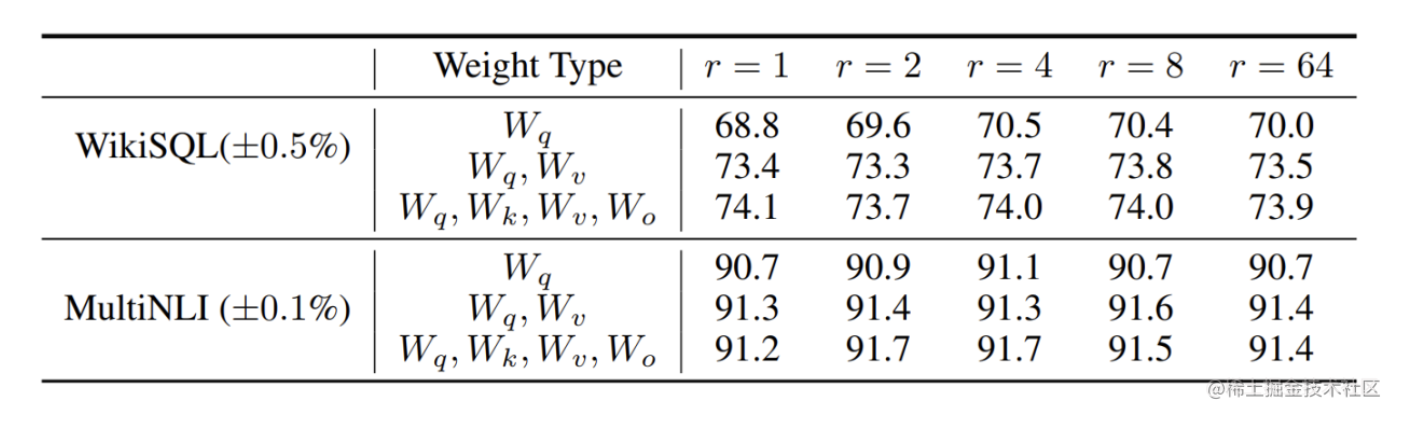 Weight Type r = 1 r = 2 r = 4 r = 8 r = 64
WikiSQL(±0.5%)
W_q 68.8 69.6 70.5 70.4 70.0
W_q, W_v 73.4 73.3 73.7 73.8 73.5
W_q, W_k, W_v, W_o 74.1 73.7 74.0 74.0 73.9
MultiNLI (±0.1%)
W_q 90.7 90.9 91.1 90.7 90.7
W_q, W_v 91.3 91.4 91.3 91.6 91.4
W_q, W_k, W_v, W_o 91.2 91.7 91.7 91.5 91.4
@稀土掘金技术社区